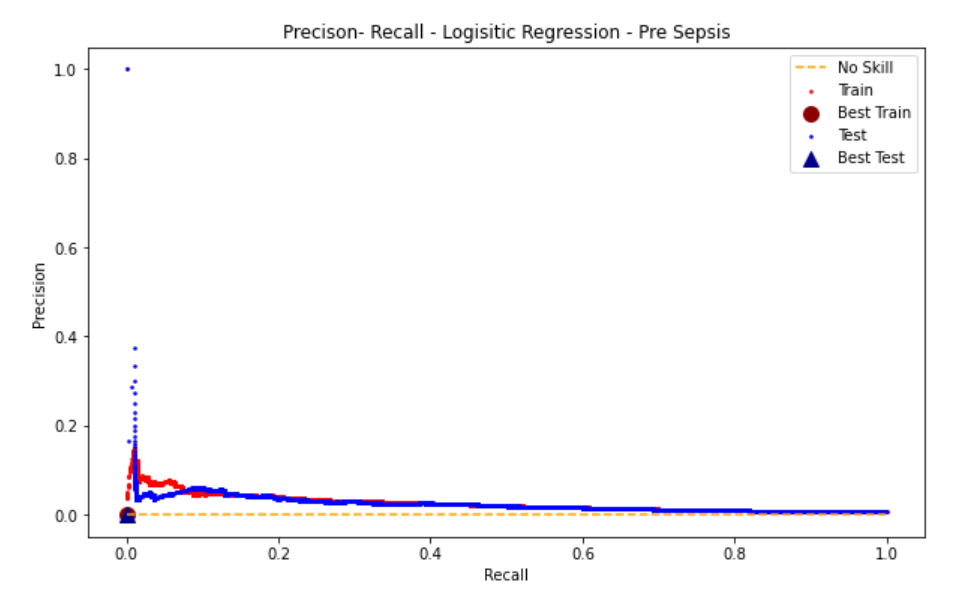 Precison- Recall - Logisitic Regression - Pre Sepsis
1.0
0.8
0.6
0.4
0.2
0.0
Precision
0.0 0.2 0.4 0.6 0.8 1.0
Recall
No Skill
Train
Best Train
Test
Best Test